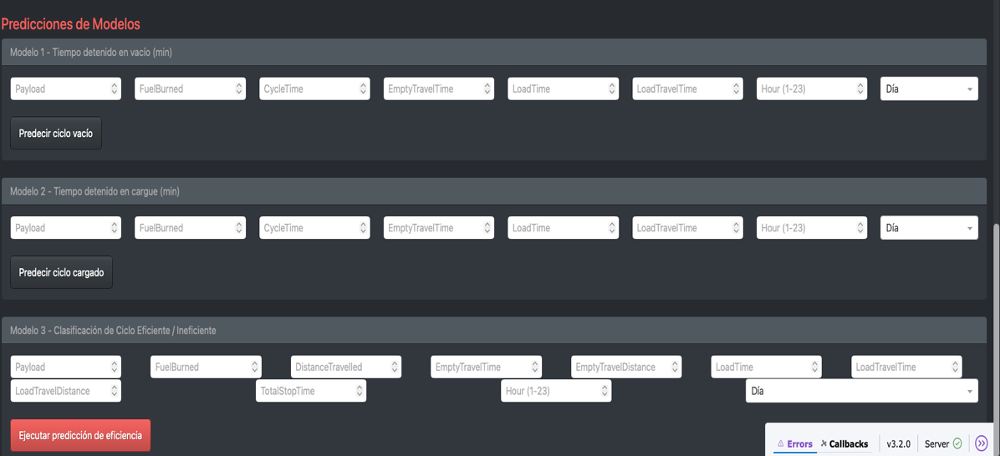 Predicciones de Modelos
Modelo 1 - Tiempo detenido en vacío (min)
Payload FuelBurned CycleTime EmptyTravelTime LoadTime LoadTravelTime Hour (1-23) Día
Predecir ciclo vacío
Modelo 2 - Tiempo detenido en cargue (min)
Payload FuelBurned CycleTime EmptyTravelTime LoadTime LoadTravelTime Hour (1-23) Día
Predecir ciclo cargado
Modelo 3 - Clasificación de Ciclo Eficiente / Ineficiente
Payload FuelBurned DistanceTravelled EmptyTravelTime EmptyTravelDistance LoadTime LoadTravelTime
LoadTravelDistance TotalStopTime Hour (1-23) Día
Ejecutar predicción de eficiencia
Errors Callbacks v3.2.0 Server